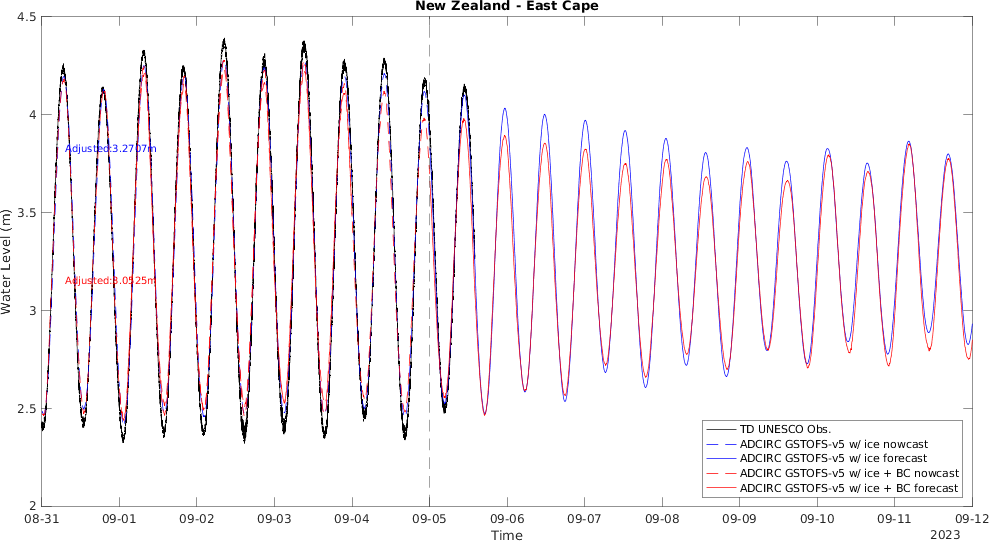 New Zealand - East Cape
4.5
4
3.5
3
2.5
2
Water Level (m)
Adjusted:3.2707m
Adjusted:3.0525m
TD UNESCO Obs.
ADCIRC GSTOFS-v5 w/ ice nowcast
ADCIRC GSTOFS-v5 w/ ice forecast
ADCIRC GSTOFS-v5 w/ ice + BC nowcast
ADCIRC GSTOFS-v5 w/ ice + BC forecast
08-31 09-01 09-02 09-03 09-04 09-05 09-06 09-07 09-08 09-09 09-10 09-11 09-12
Time
2023